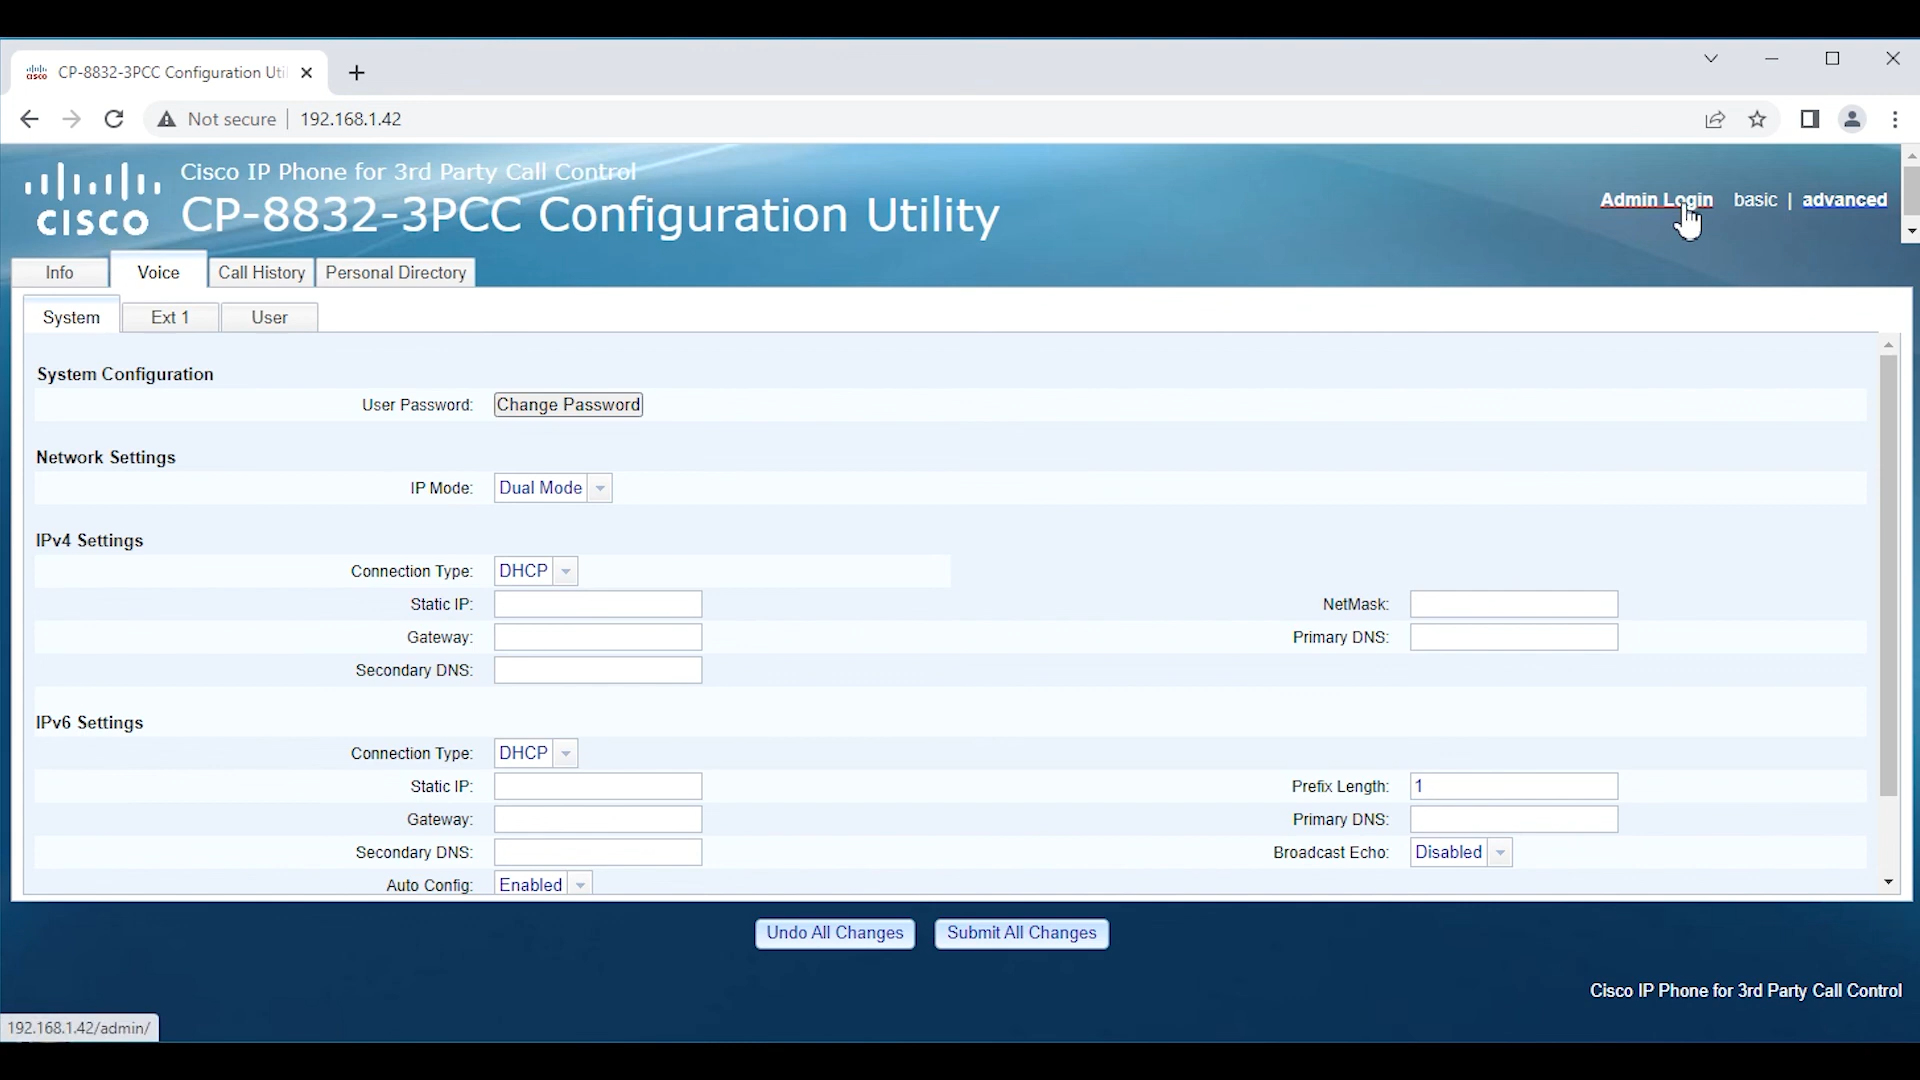 CP-8832-3PCC Configuration Uti
Not secure
192.168.1.42
Cisco IP Phone for 3rd Party Call Control
CISCO
CP-8832-3PCC Configuration Utility
Admin Login basic | advanced
Info Voice Call History Personal Directory
System Ext 1 User
System Configuration
User Password: Change Password
Network Settings
IP Mode: Dual Mode
IPv4 Settings
Connection Type: DHCP
Static IP: NetMask:
Gateway: Primary DNS:
Secondary DNS:
IPv6 Settings
Connection Type: DHCP
Static IP: Prefix Length: 1
Gateway: Primary DNS:
Secondary DNS: Broadcast Echo: Disabled
Auto Config: Enabled
Undo All Changes Submit All Changes
Cisco IP Phone for 3rd Party Call Control
192.168.1.42/admin/